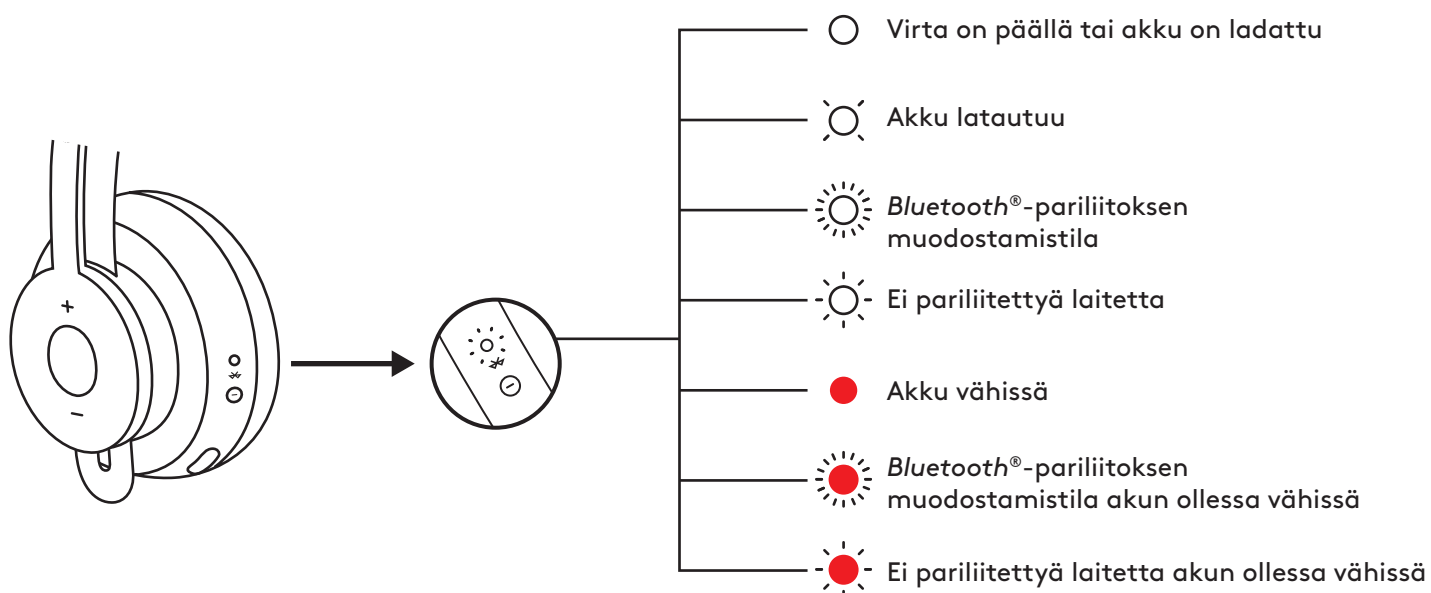 Virta on päällä tai akku on ladattu
Akku latautuu
Bluetooth®-pariliitoksen
muodostamistila
Ei pariliitettyä laitetta
Akku vähissä
Bluetooth®-pariliitoksen
muodostamistila akun ollessa vähissä
Ei pariliitettyä laitetta akun ollessa vähissä